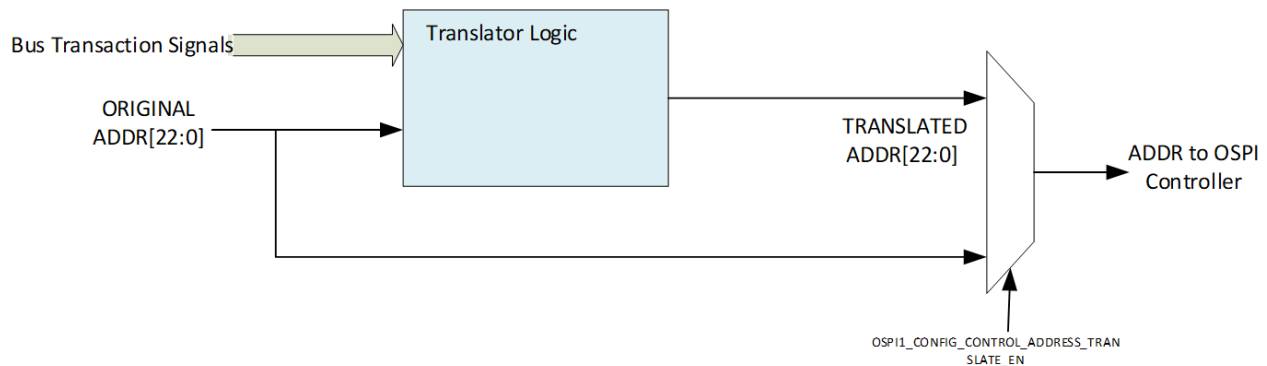 Translator Logic
Bus Transaction Signals
ORIGINAL
ADDR[22:0]
TRANSLATED
ADDR[22:0]
ADDR to OSPI
Controller
OSPI1_CONFIG_CONTROL_ADDRESS_TRAN
SLATE_EN